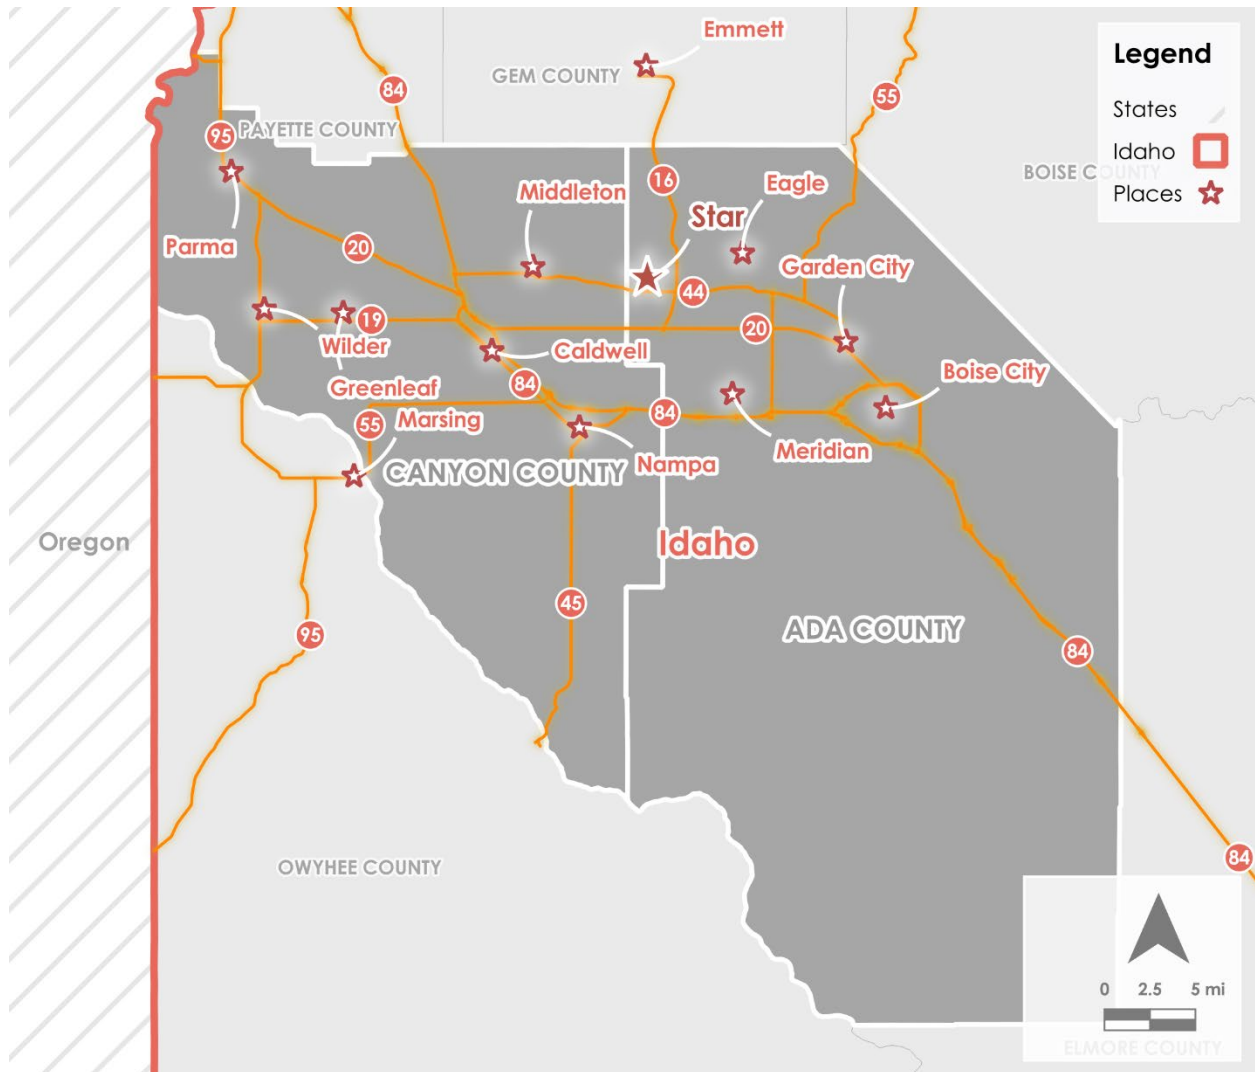 Emmett
Legend
GEM COUNTY
84
55
States
95
PAYETTE COUNTY
Idaho
BOISE COUNTY
16
Eagle
Middleton
Places
Star
Parma
20
Garden City
44
19
20
Wilder
Caldwell
Boise City
Greenleaf
84
84
Marsing
55
Meridian
Nampa
CANYON COUNTY
Oregon
Idaho
45
ADA COUNTY
95
84
OWYHEE COUNTY
84
0 2.5 5 mi
ELMORE COUNTY